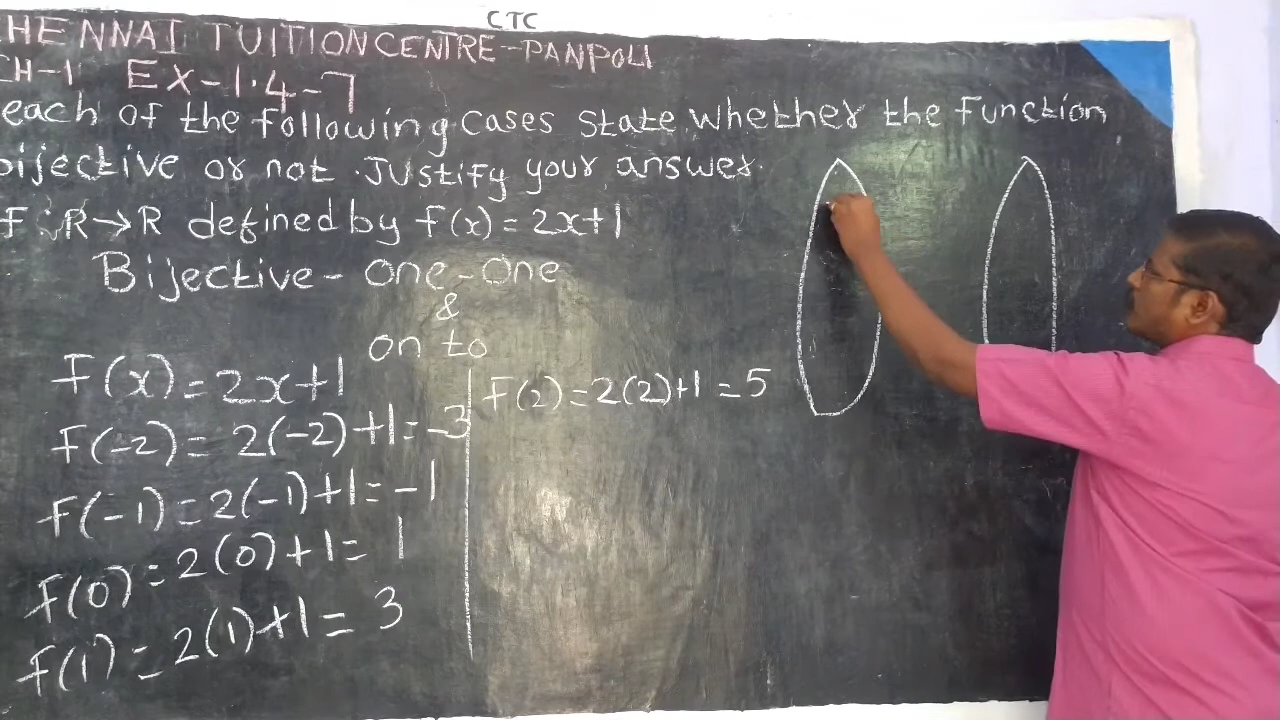 CTC
HENNAI TUITION CENTRE-PANPOLI
CH-1 EX-1.4-7
each of the following cases state whether the function
bijective or not. Justify your answer.
f: R→R defined by f(x)=2x+1
Bijective - one-One
&
on to
f(x)=2x+1
f(-2)= 2(-2)+1=-3
f(-1)=2(-1)+1=-1
f(0)=2(0)+1= 1
f(1)=2(1)+1= 3
f(2)=2(2)+1=5